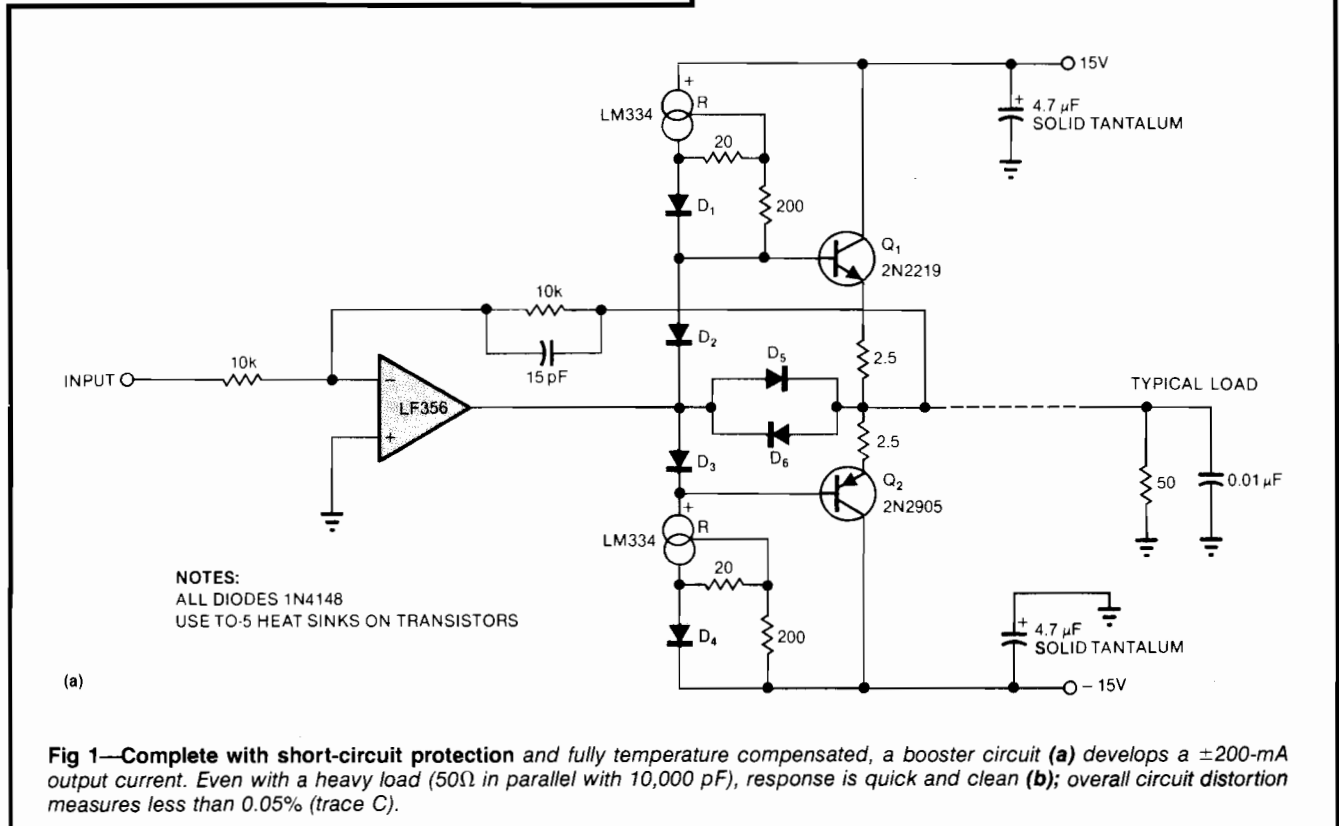 15V
+
LM334
R
+
4.7 µF
SOLID TANTALUM
20
D1
200
Q1
2N2219
10k
15 pF
D2
2.5
INPUT
10k
−
LF356
+
D5
D6
TYPICAL LOAD
D3
2.5
50
0.01 µF
Q2
2N2905
+
LM334
R
20
D4
200
+
4.7 µF
SOLID TANTALUM
−15V
NOTES:
ALL DIODES 1N4148
USE TO-5 HEAT SINKS ON TRANSISTORS
(a)
Fig 1—Complete with short-circuit protection and fully temperature compensated, a booster circuit (a) develops a ±200-mA
output current. Even with a heavy load (50Ω in parallel with 10,000 pF), response is quick and clean (b); overall circuit distortion
measures less than 0.05% (trace C).